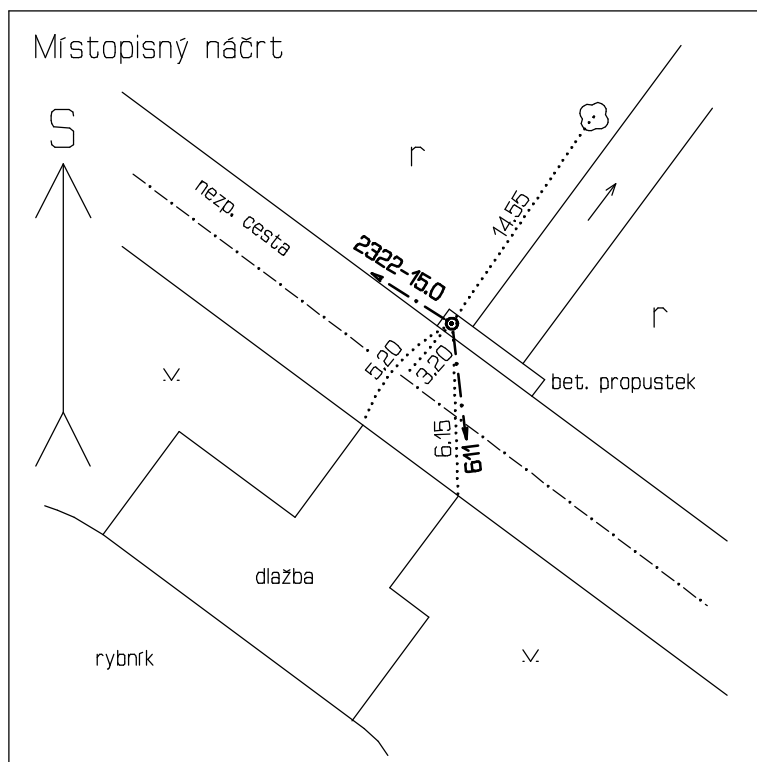 Místopisný náčrt
S
r
nezp. cesta
14.55
2322-15.0
r
5.20
3.20
bet. propustek
6.15
611
dlažba
rybník